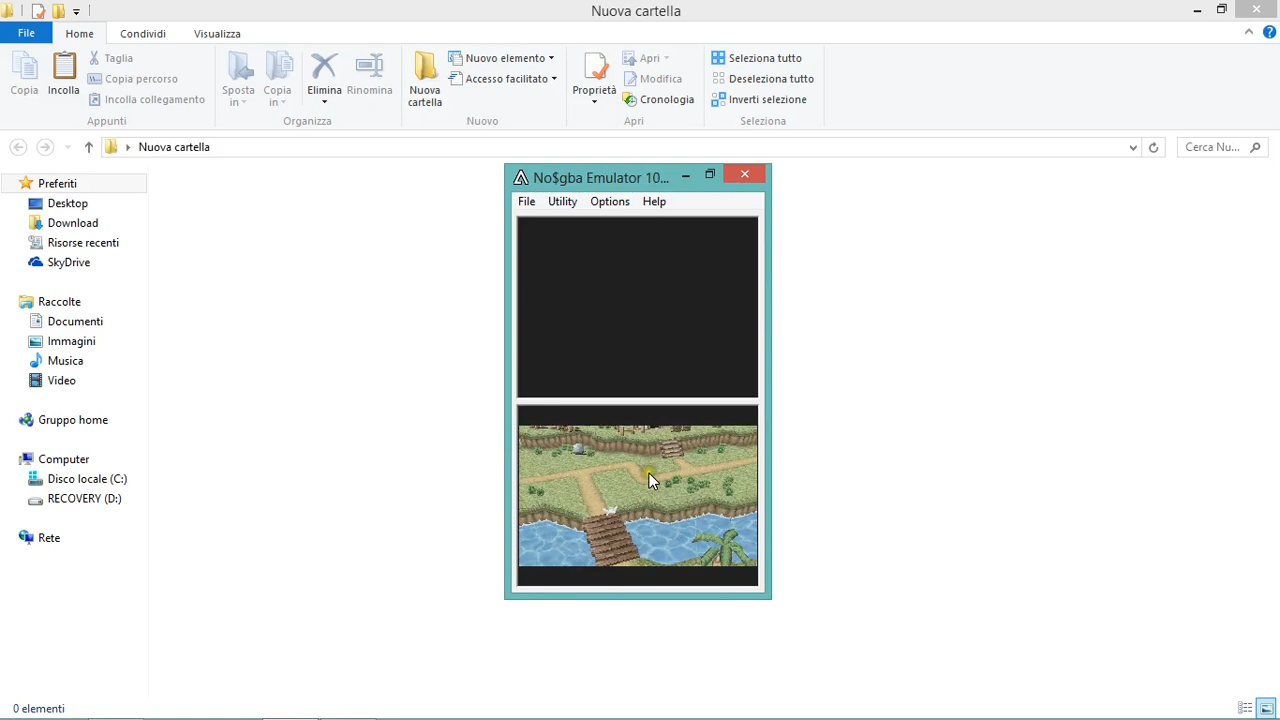 Nuova cartella
File Home Condividi Visualizza
Copia
Incolla
Taglia
Copia percorso
Incolla collegamento
Appunti
Sposta in
Copia in
Elimina
Rinomina
Organizza
Nuova cartella
Nuovo elemento
Accesso facilitato
Nuovo
Proprietà
Apri
Modifica
Cronologia
Apri
Seleziona tutto
Deseleziona tutto
Inverti selezione
Seleziona
Nuova cartella
Cerca Nu...
Preferiti
Desktop
Download
Risorse recenti
SkyDrive
Raccolte
Documenti
Immagini
Musica
Video
Gruppo home
Computer
Disco locale (C:)
RECOVERY (D:)
Rete
No$gba Emulator 10...
File Utility Options Help
0 elementi